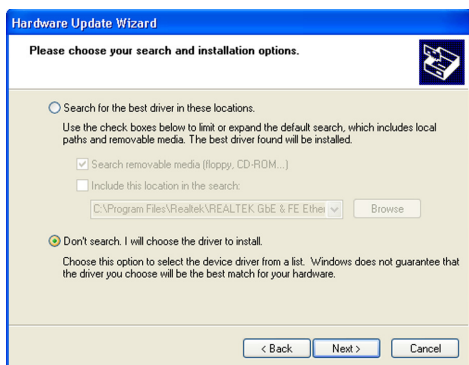 Hardware Update Wizard
Please choose your search and installation options.
Search for the best driver in these locations.
Use the check boxes below to limit or expand the default search, which includes local
paths and removable media. The best driver found will be installed.
Search removable media (floppy, CD-ROM...)
Include this location in the search:
C:\Program Files\Realtek\REALTEK GbE & FE Ether
Browse
Don't search. I will choose the driver to install.
Choose this option to select the device driver from a list. Windows does not guarantee that
the driver you choose will be the best match for your hardware.
< Back
Next >
Cancel